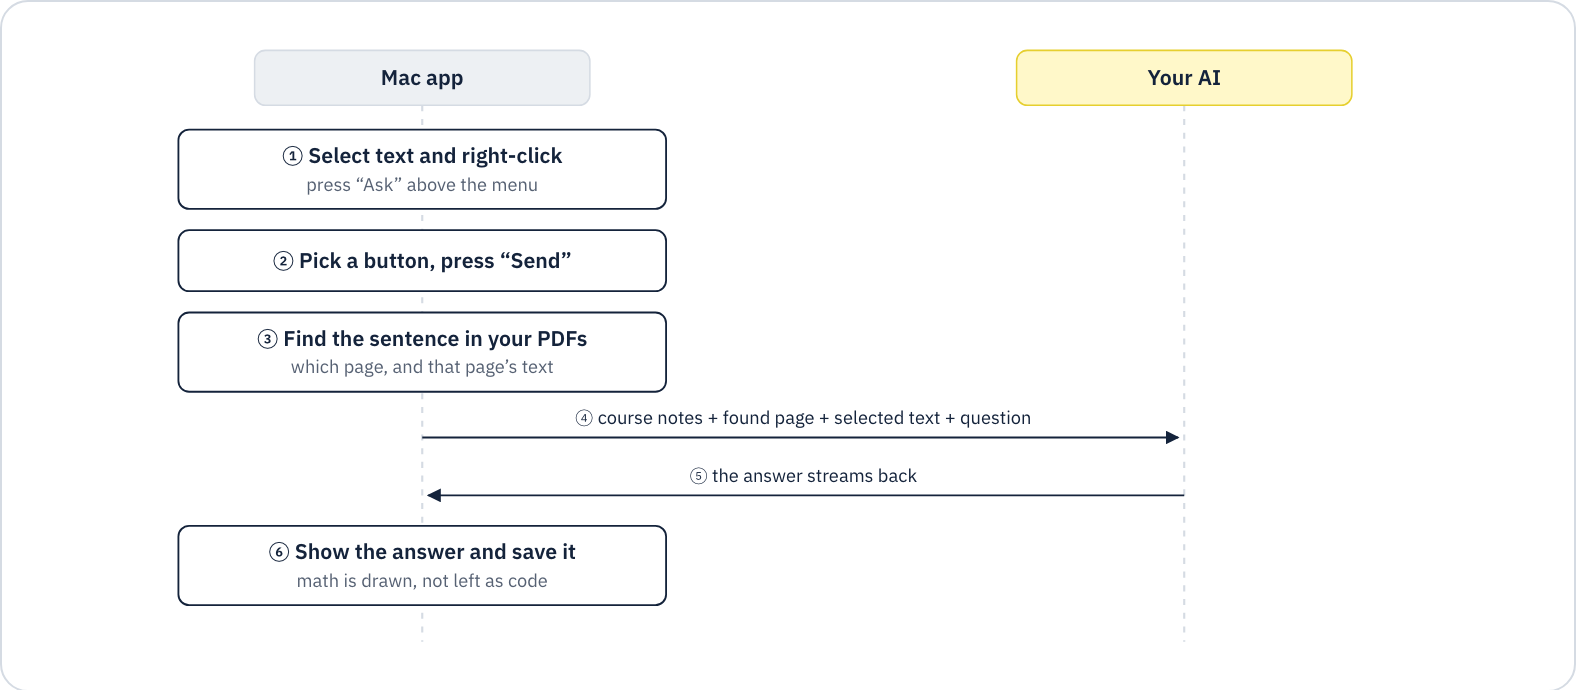 Mac app
Your AI
① Select text and right-click
press “Ask” above the menu
② Pick a button, press “Send”
③ Find the sentence in your PDFs
which page, and that page’s text
④ course notes + found page + selected text + question
⑤ the answer streams back
⑥ Show the answer and save it
math is drawn, not left as code